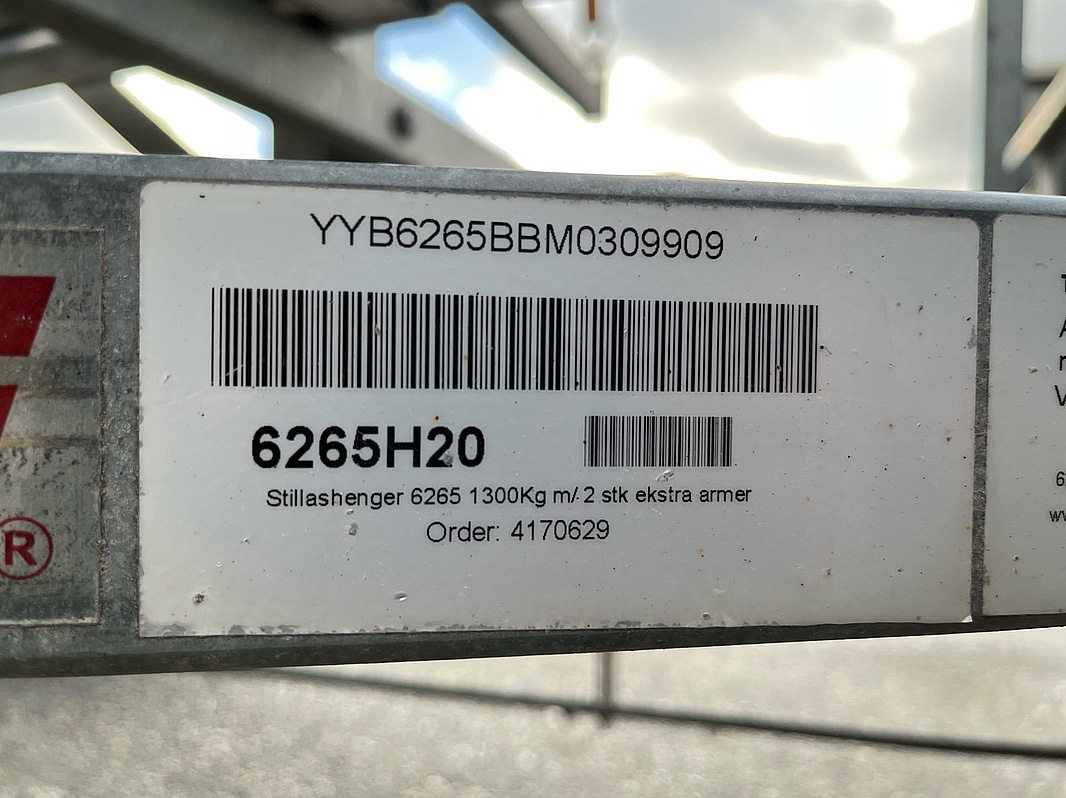 YYB6265BBM0309909
6265H20
Stillashenger 6265 1300Kg m/ 2 stk ekstra armer
Order: 4170629
®